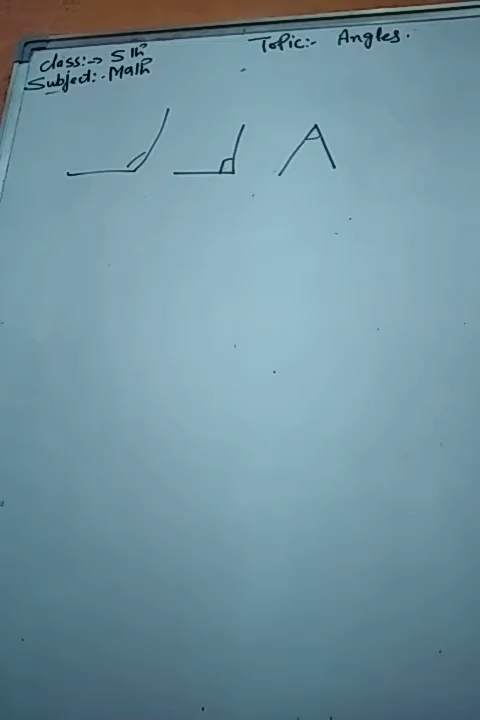 Class:→ 5th
Topic:- Angles.
Subject:- Math